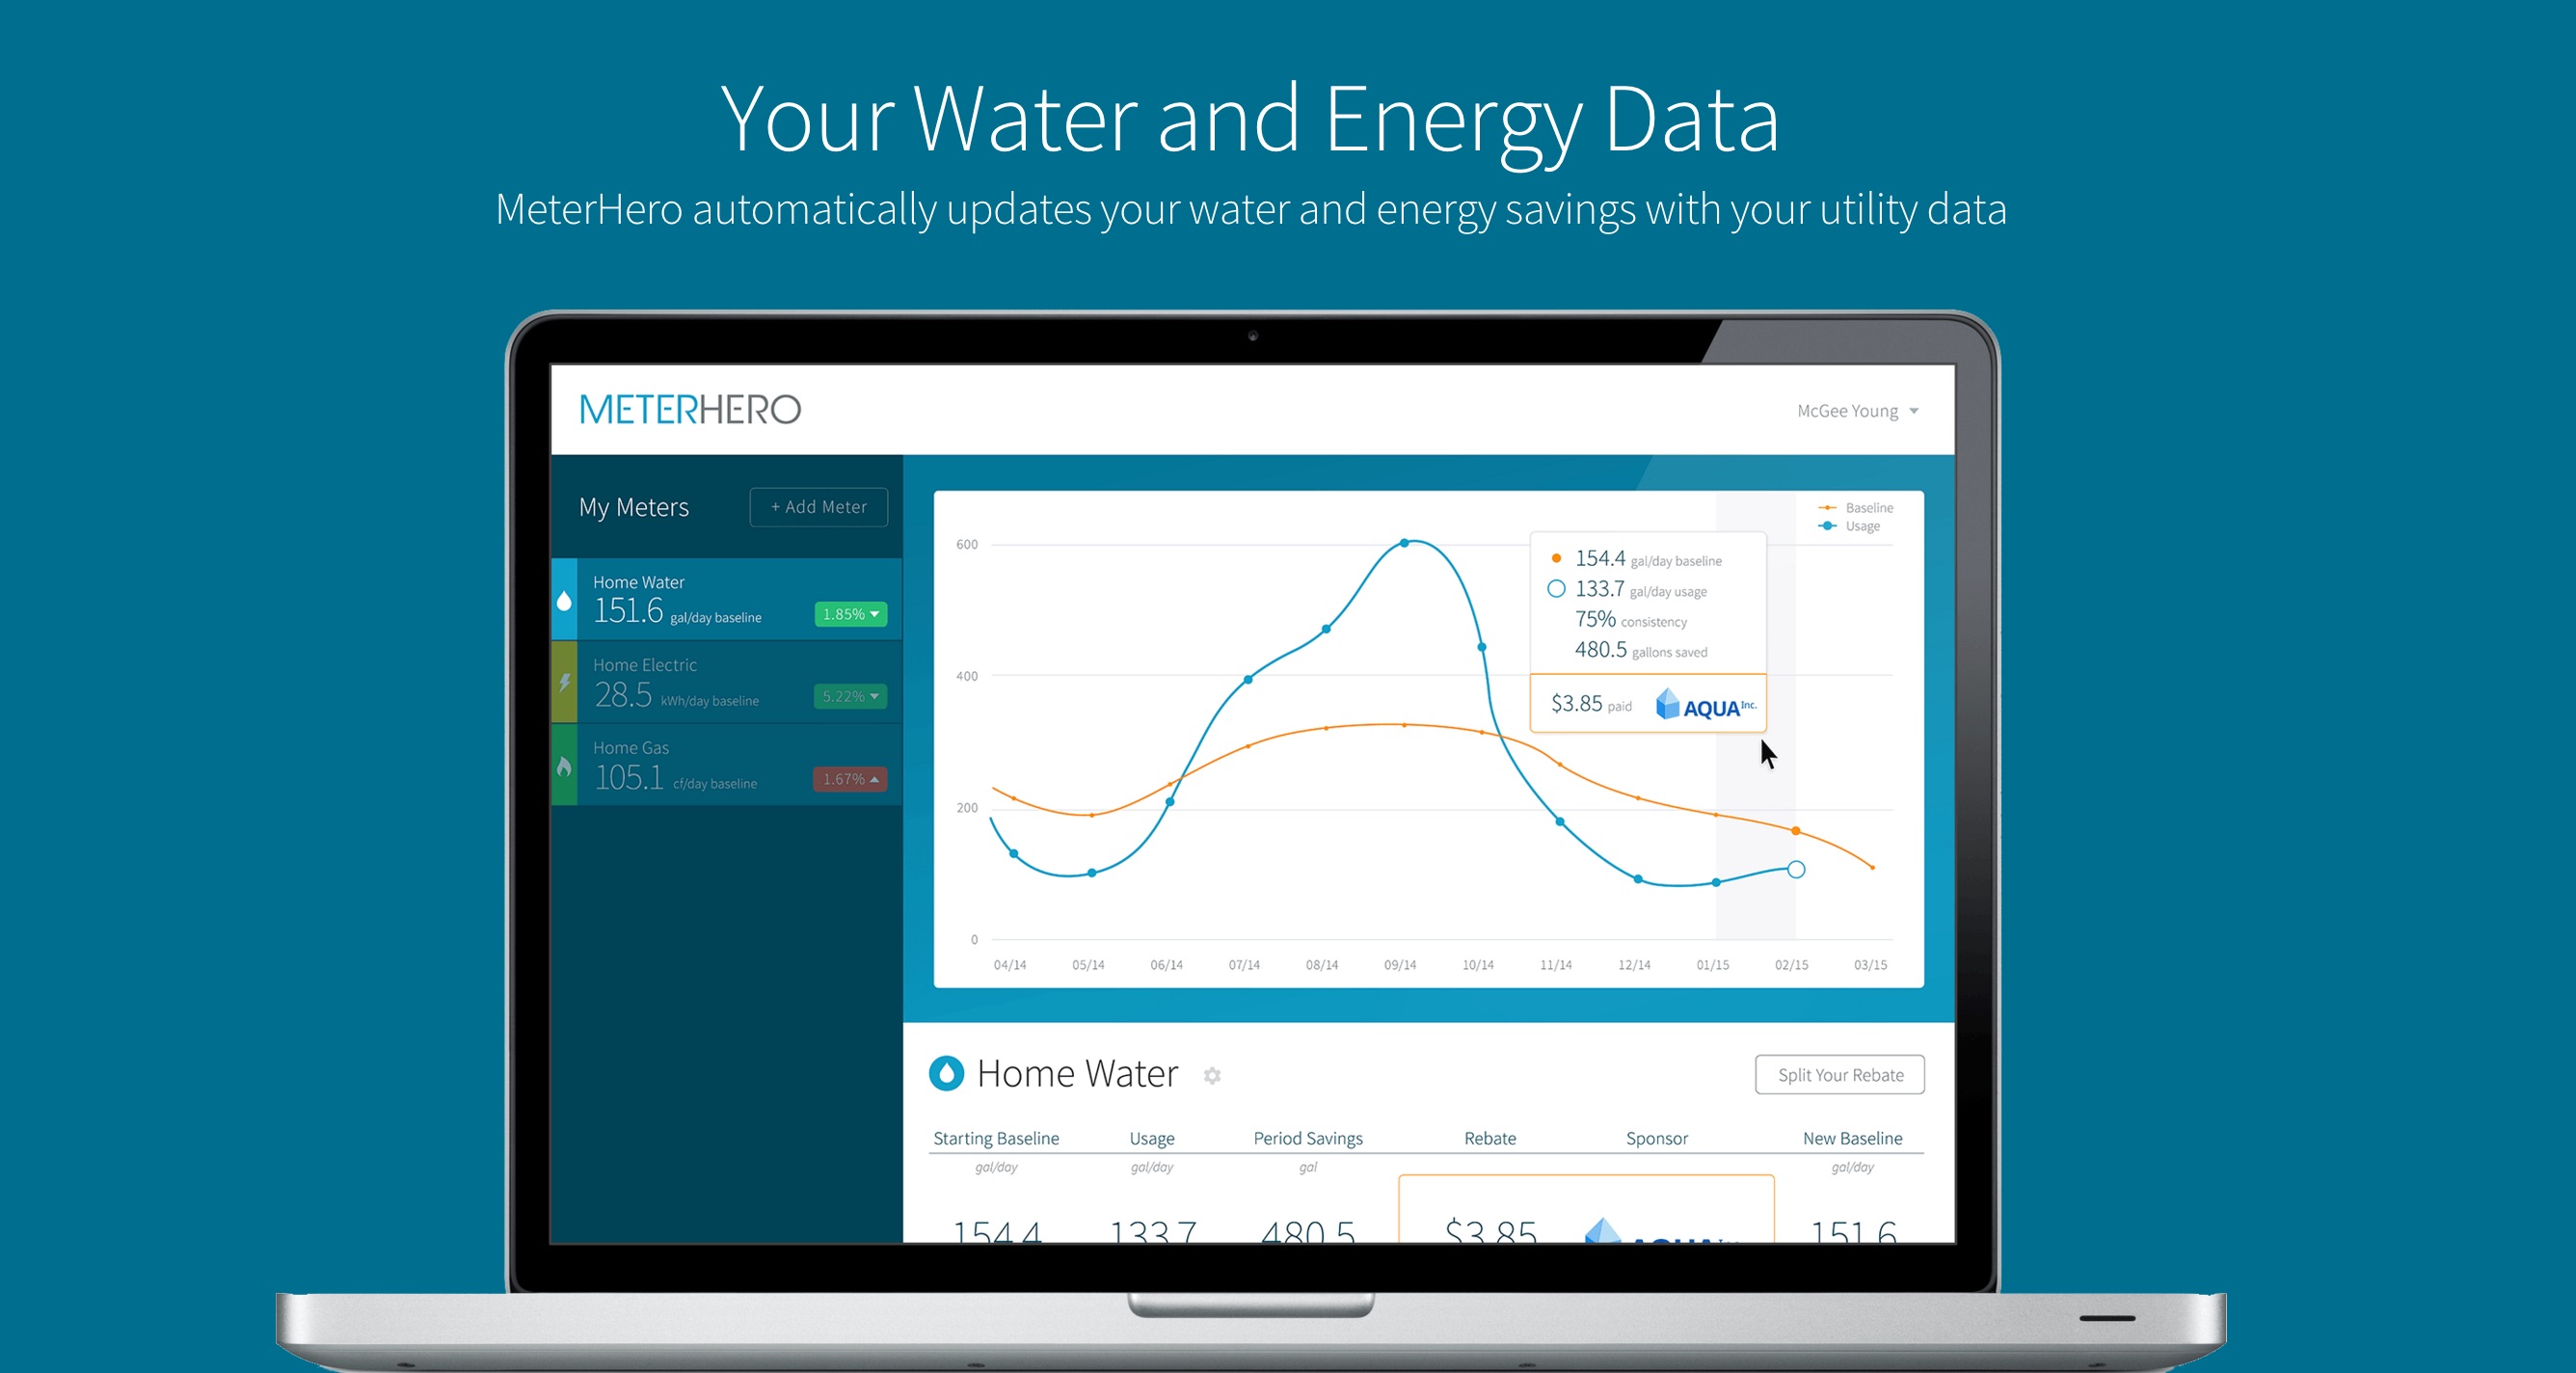 Your Water and Energy Data
MeterHero automatically updates your water and energy savings with your utility data
METERHERO
McGee Young
My Meters
+ Add Meter
Home Water
151.6 gal/day baseline
1.85%
Home Electric
28.5 kWh/day baseline
5.22%
Home Gas
105.1 cf/day baseline
1.67%
Baseline
Usage
600
400
200
0
154.4 gal/day baseline
133.7 gal/day usage
75% consistency
480.5 gallons saved
$3.85 paid
AQUA Inc.
04/14 05/14 06/14 07/14 08/14 09/14 10/14 11/14 12/14 01/15 02/15 03/15
Home Water
Split Your Rebate
Starting Baseline Usage Period Savings Rebate Sponsor New Baseline
gal/day gal/day gal gal/day
154.4 133.7 480.5 $3.85 AQUA Inc. 151.6